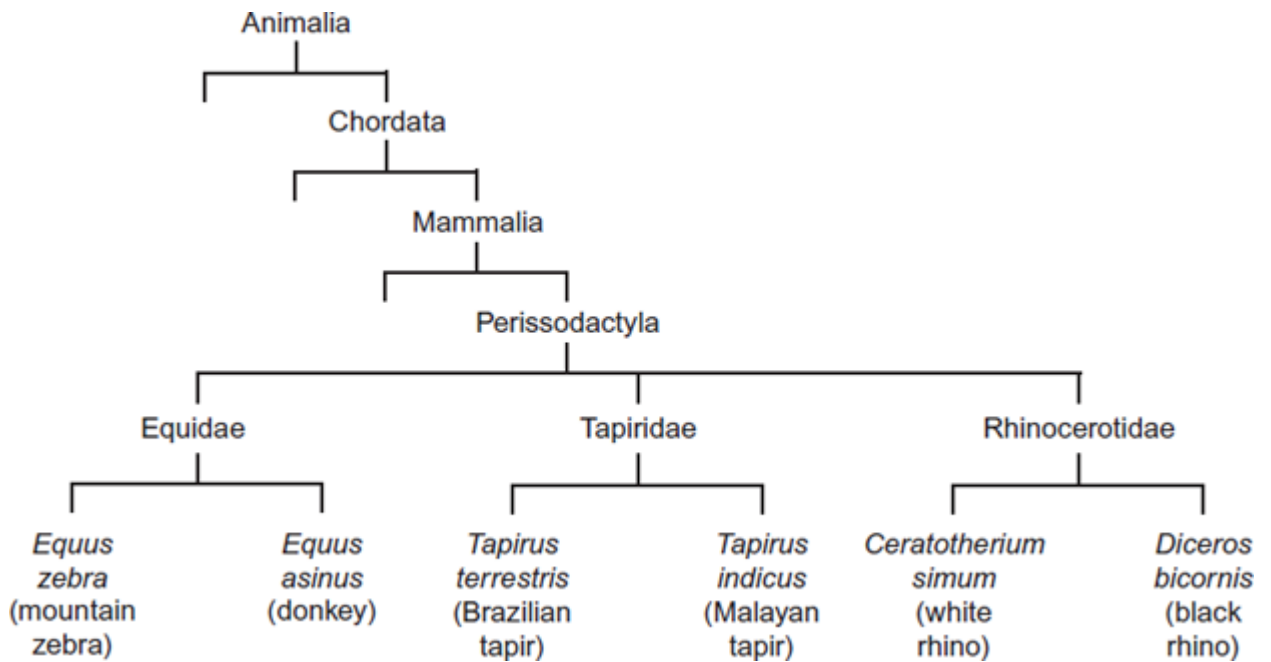 Animalia
Chordata
Mammalia
Perissodactyla
Equidae
Tapiridae
Rhinocerotidae
Equus
zebra
(mountain
zebra)
Equus
asinus
(donkey)
Tapirus
terrestris
(Brazilian
tapir)
Tapirus
indicus
(Malayan
tapir)
Ceratotherium
simum
(white
rhino)
Diceros
bicornis
(black
rhino)